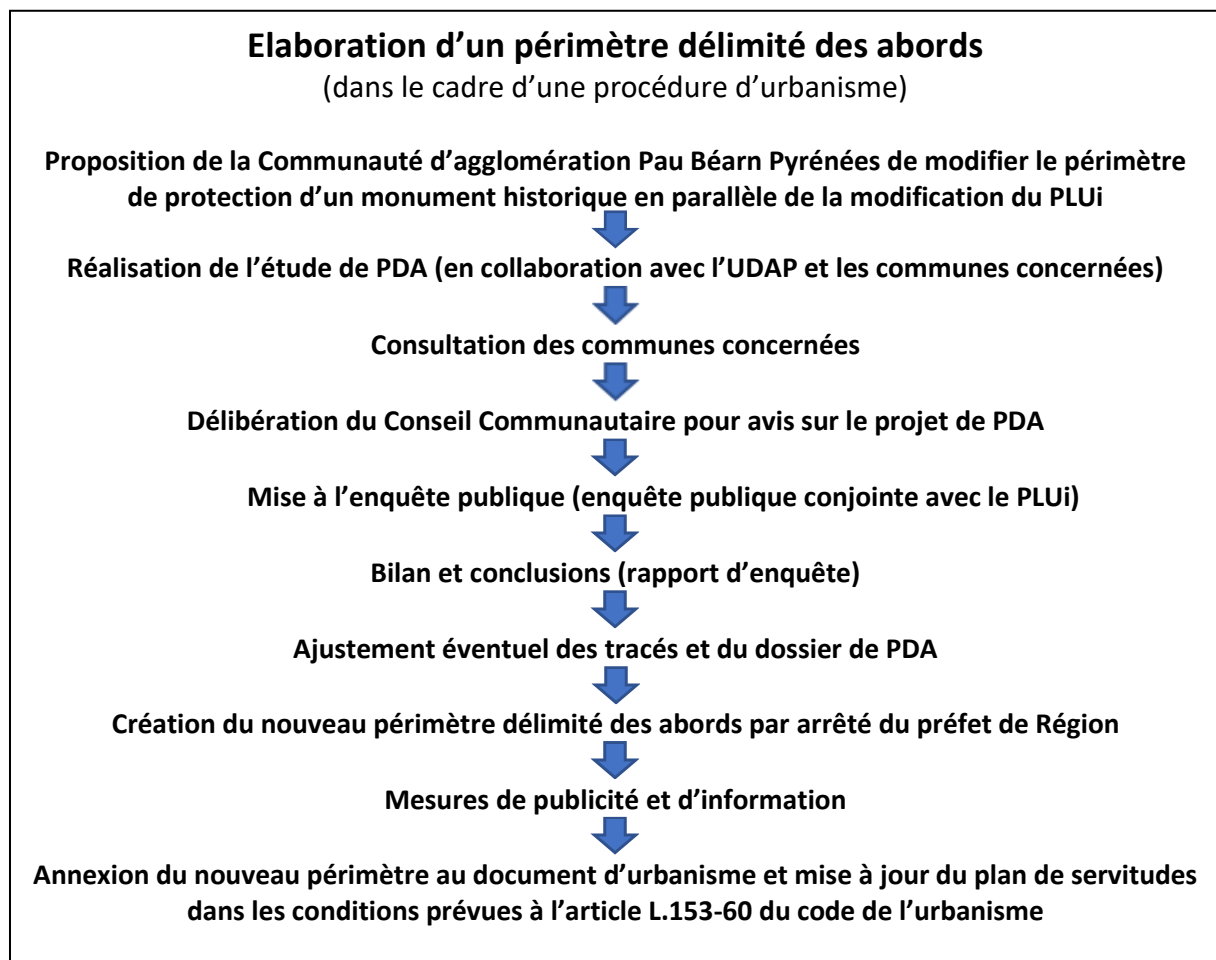 Elaboration d’un périmètre délimité des abords
(dans le cadre d’une procédure d’urbanisme)
Proposition de la Communauté d’agglomération Pau Béarn Pyrénées de modifier le périmètre
de protection d’un monument historique en parallèle de la modification du PLUi
Réalisation de l’étude de PDA (en collaboration avec l’UDAP et les communes concernées)
Consultation des communes concernées
Délibération du Conseil Communautaire pour avis sur le projet de PDA
Mise à l’enquête publique (enquête publique conjointe avec le PLUi)
Bilan et conclusions (rapport d’enquête)
Ajustement éventuel des tracés et du dossier de PDA
Création du nouveau périmètre délimité des abords par arrêté du préfet de Région
Mesures de publicité et d’information
Annexion du nouveau périmètre au document d’urbanisme et mise à jour du plan de servitudes
dans les conditions prévues à l’article L.153-60 du code de l’urbanisme